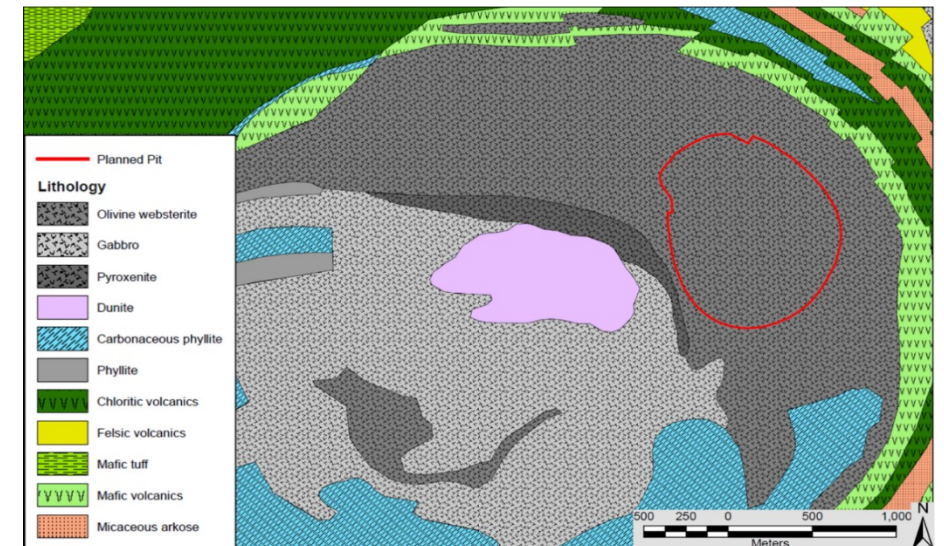 Planned Pit
Lithology
Olivine websterite
Gabbro
Pyroxenite
Dunite
Carbonaceous phyllite
Phyllite
Chloritic volcanics
Felsic volcanics
Mafic tuff
Mafic volcanics
Micaceous arkose
N
500 250 0 500 1,000
Meters